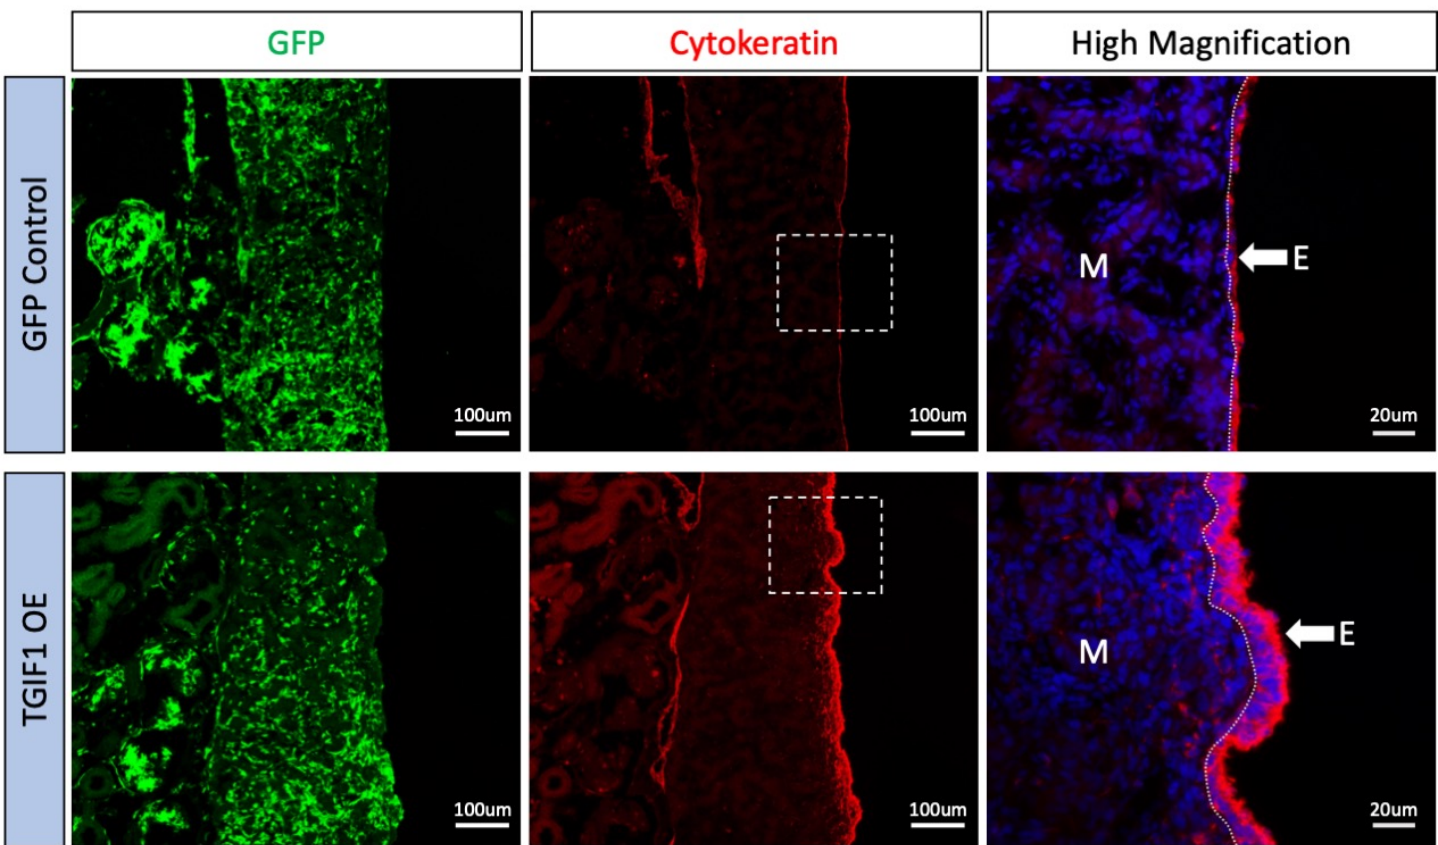 GFP
Cytokeratin
High Magnification
GFP Control
100um
100um
M
E
20um
TGIF1 OE
100um
100um
M
E
20um